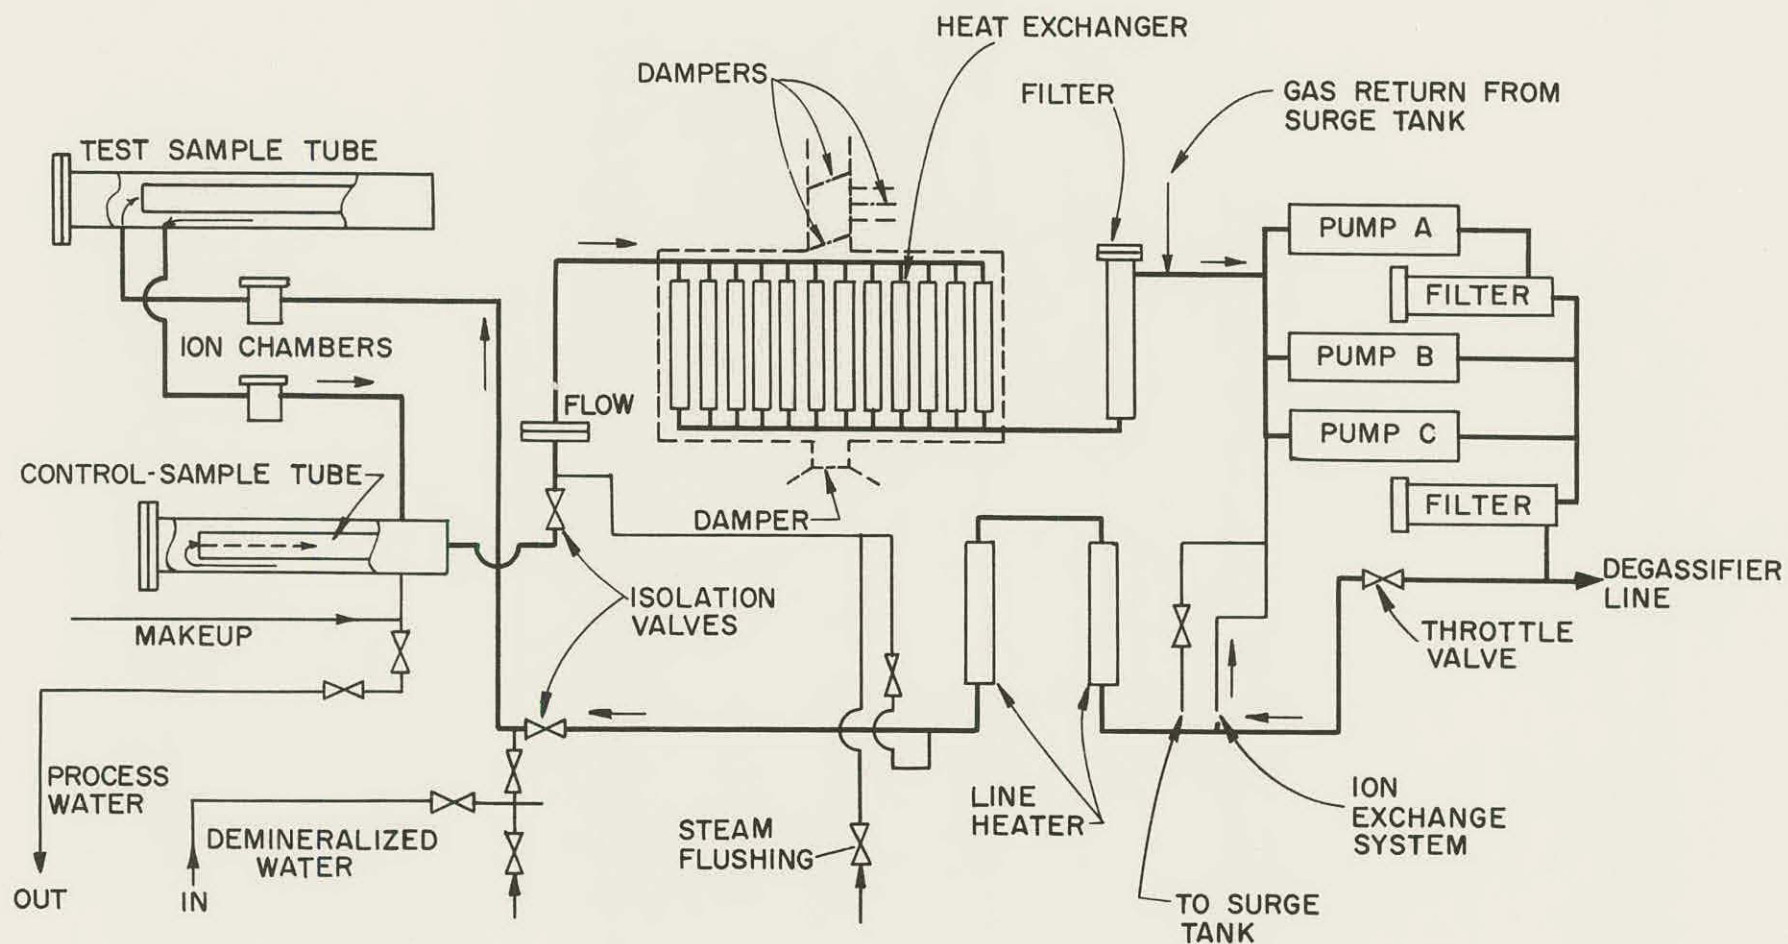 HEAT EXCHANGER
DAMPERS
FILTER
GAS RETURN FROM
SURGE TANK
TEST SAMPLE TUBE
PUMP A
FILTER
ION CHAMBERS
PUMP B
FLOW
PUMP C
CONTROL-SAMPLE TUBE
FILTER
DAMPER
DEGASSIFIER
LINE
ISOLATION
VALVES
MAKEUP
THROTTLE
VALVE
PROCESS
WATER
LINE
HEATER
ION
EXCHANGE
SYSTEM
DEMINERALIZED
WATER
STEAM
FLUSHING
OUT
IN
TO SURGE
TANK